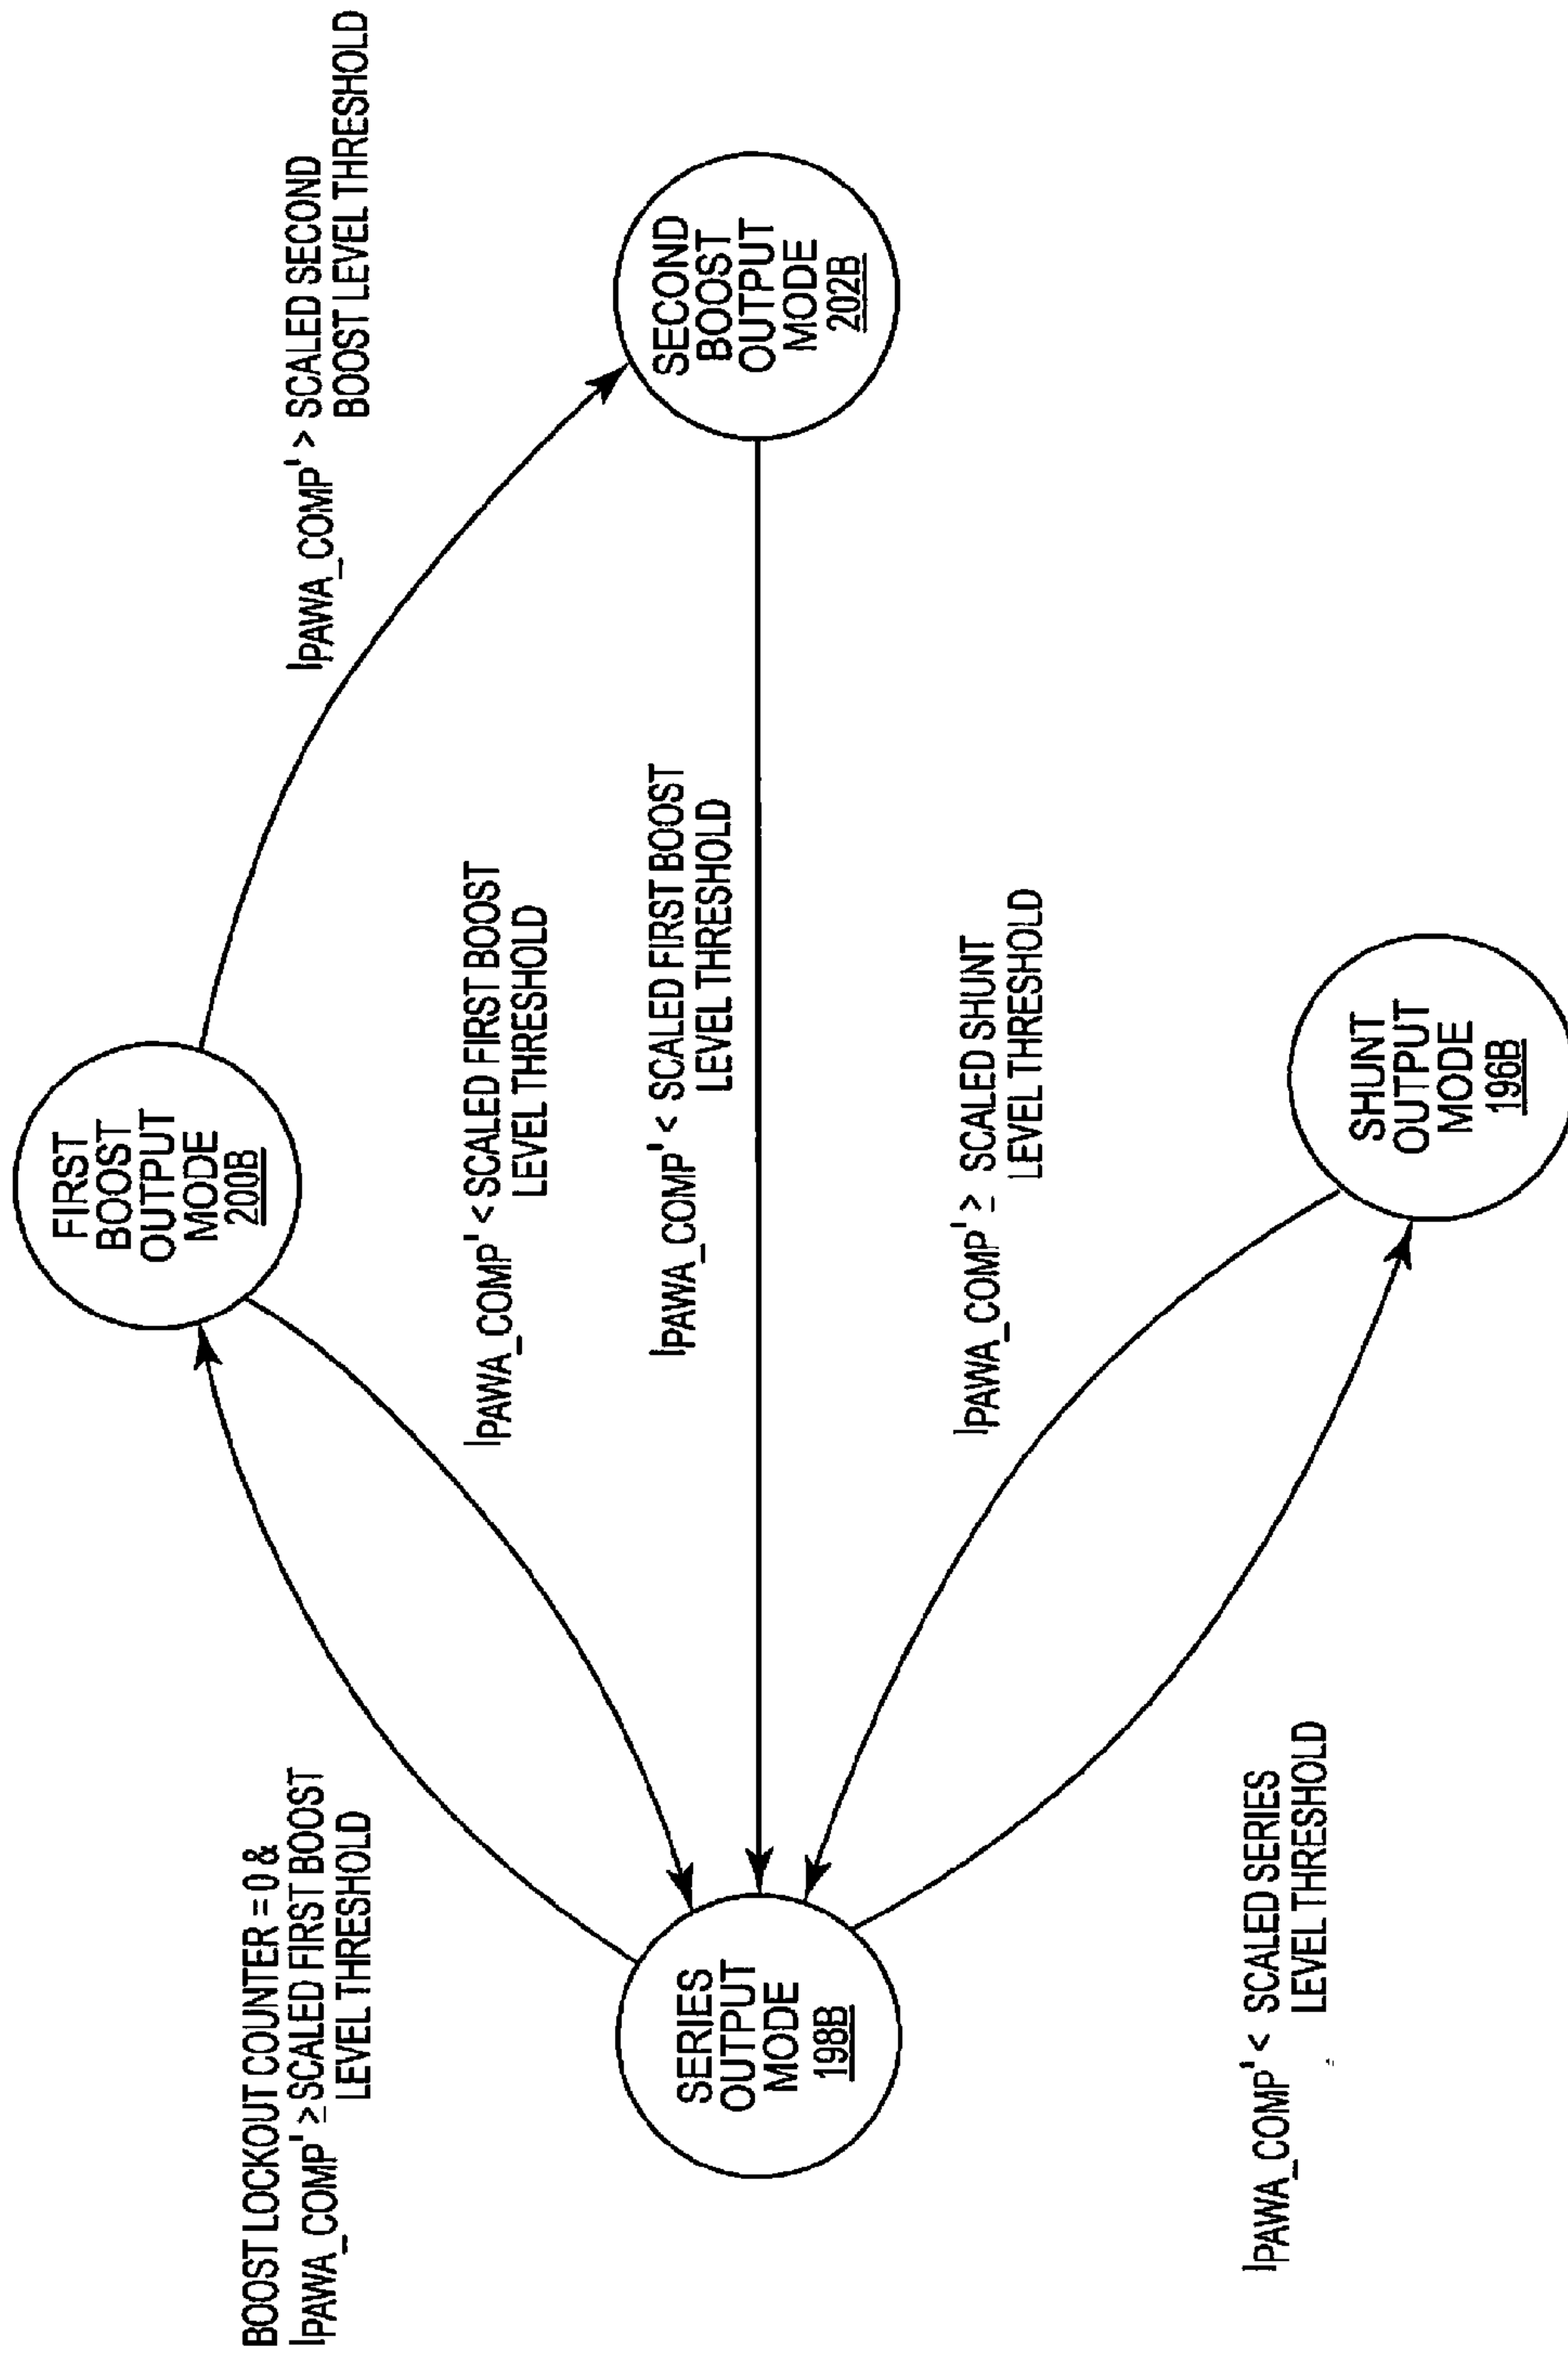 FIRST
BOOST
OUTPUT
MODE
200B
BOOST LOCKOUT COUNTER = 0 &
IPAWA_COMP' ≥ SCALED FIRST BOOST
LEVEL THRESHOLD
IPAWA_COMP' > SCALED SECOND
BOOST LEVEL THRESHOLD
IPAWA_COMP' < SCALED FIRST BOOST
LEVEL THRESHOLD
IPAWA_COMP' < SCALED FIRST BOOST
LEVEL THRESHOLD
SERIES
OUTPUT
MODE
198B
SECOND
BOOST
OUTPUT
MODE
202B
IPAWA_COMP' ≥ SCALED SHUNT
LEVEL THRESHOLD
IPAWA_COMP' < SCALED SERIES
LEVEL THRESHOLD
SHUNT
OUTPUT
MODE
196B